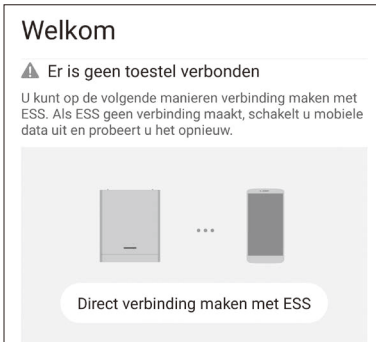 Welkom
Er is geen toestel verbonden
U kunt op de volgende manieren verbinding maken met
ESS. Als ESS geen verbinding maakt, schakelt u mobiele
data uit en probeert u het opnieuw.
Direct verbinding maken met ESS